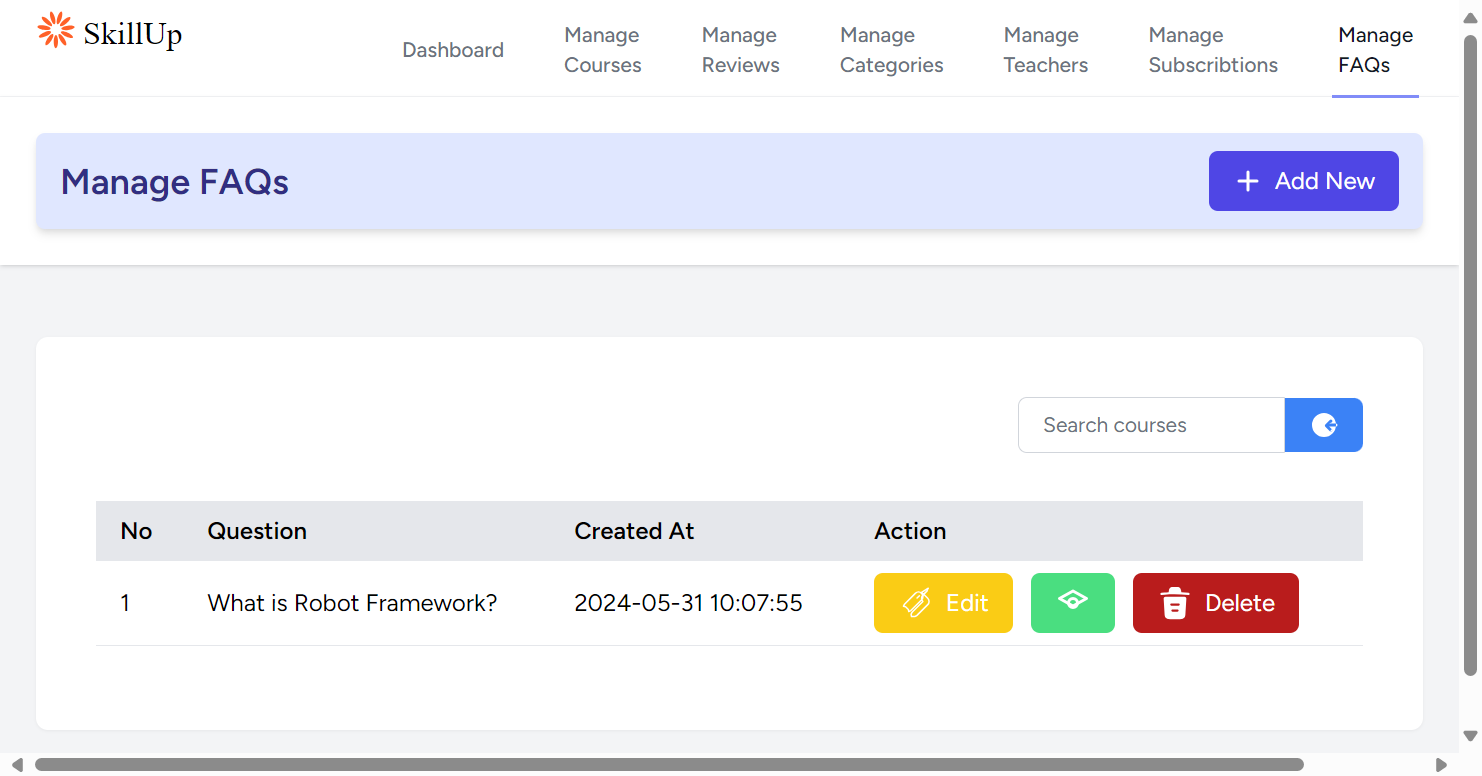 SkillUp
Dashboard
Manage Courses
Manage Reviews
Manage Categories
Manage Teachers
Manage Subscribtions
Manage FAQs
Manage FAQs
Add New
Search courses
No Question Created At Action
1 What is Robot Framework? 2024-05-31 10:07:55 Edit Delete